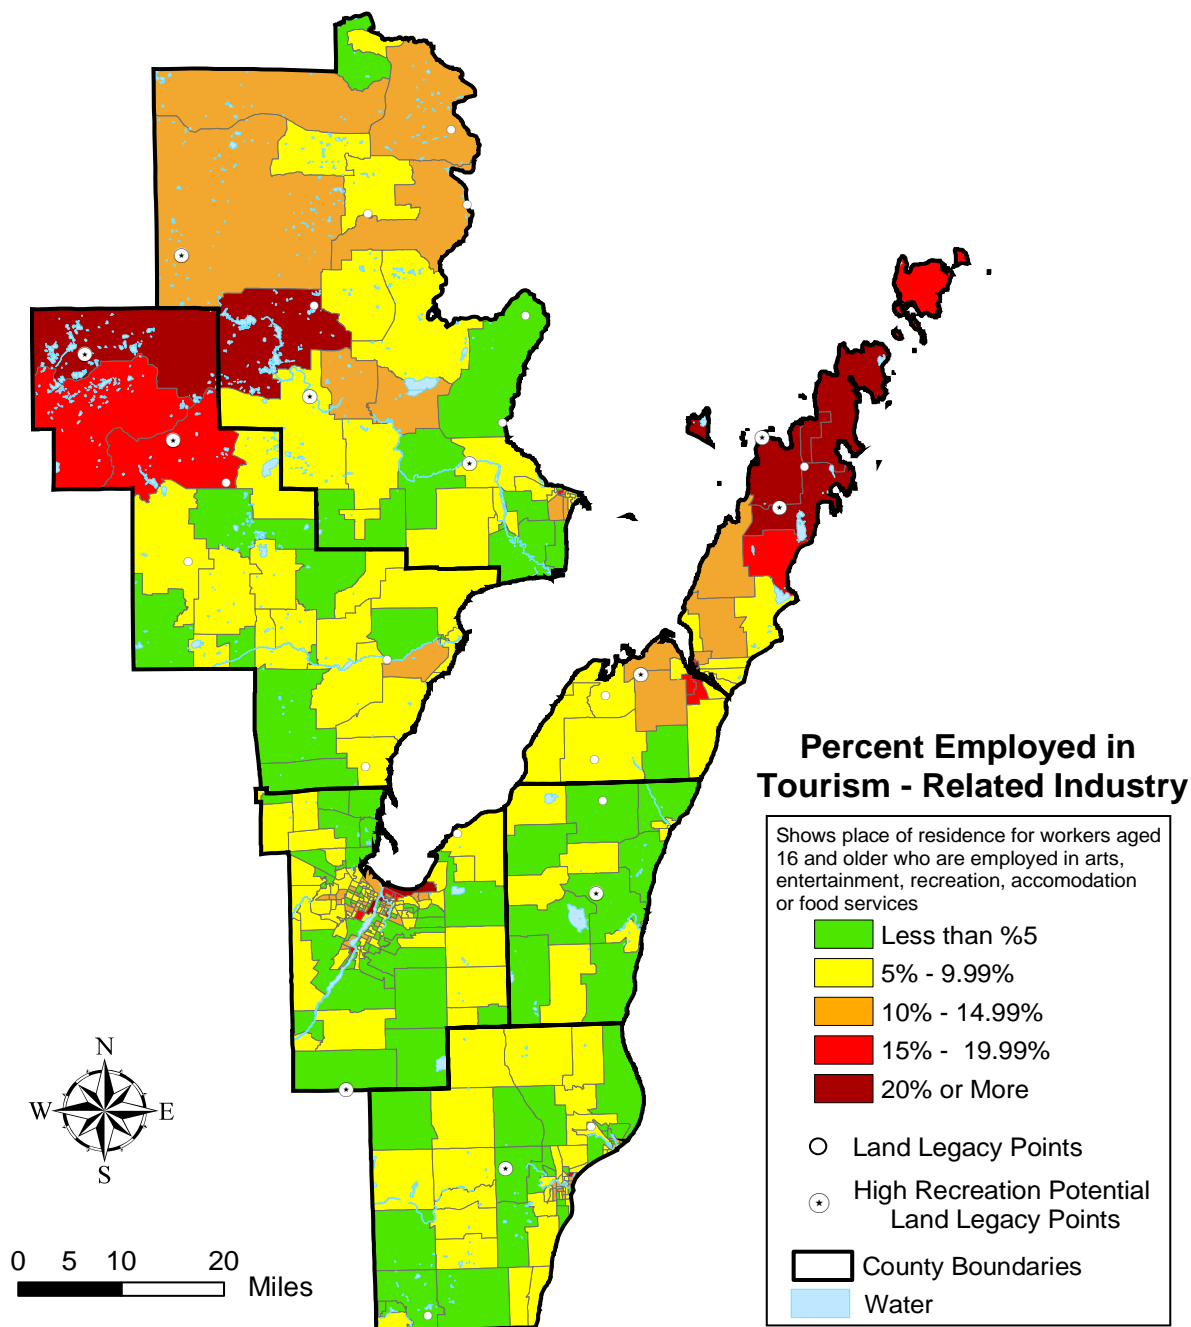 Percent Employed in
Tourism - Related Industry
Shows place of residence for workers aged
16 and older who are employed in arts,
entertainment, recreation, accomodation
or food services
Less than %5
5% - 9.99%
10% - 14.99%
15% - 19.99%
20% or More
Land Legacy Points
High Recreation Potential
Land Legacy Points
County Boundaries
Water
N
W E
S
0 5 10 20
Miles